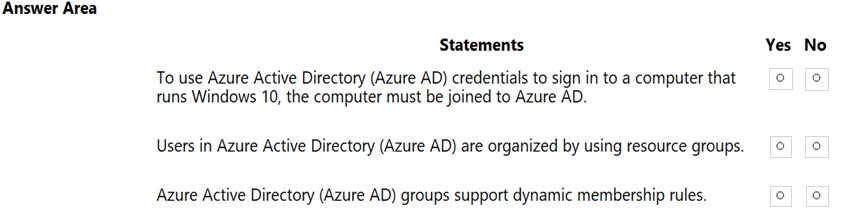 Answer Area
Statements Yes No
To use Azure Active Directory (Azure AD) credentials to sign in to a computer that
runs Windows 10, the computer must be joined to Azure AD.
Users in Azure Active Directory (Azure AD) are organized by using resource groups.
Azure Active Directory (Azure AD) groups support dynamic membership rules.